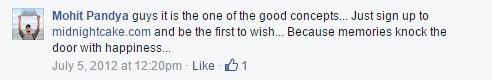 Mohit Pandya guys it is the one of the good concepts... Just sign up to
midnightcake.com and be the first to wish... Because memories knock the
door with happiness...
July 5, 2012 at 12:20pm · Like · 1